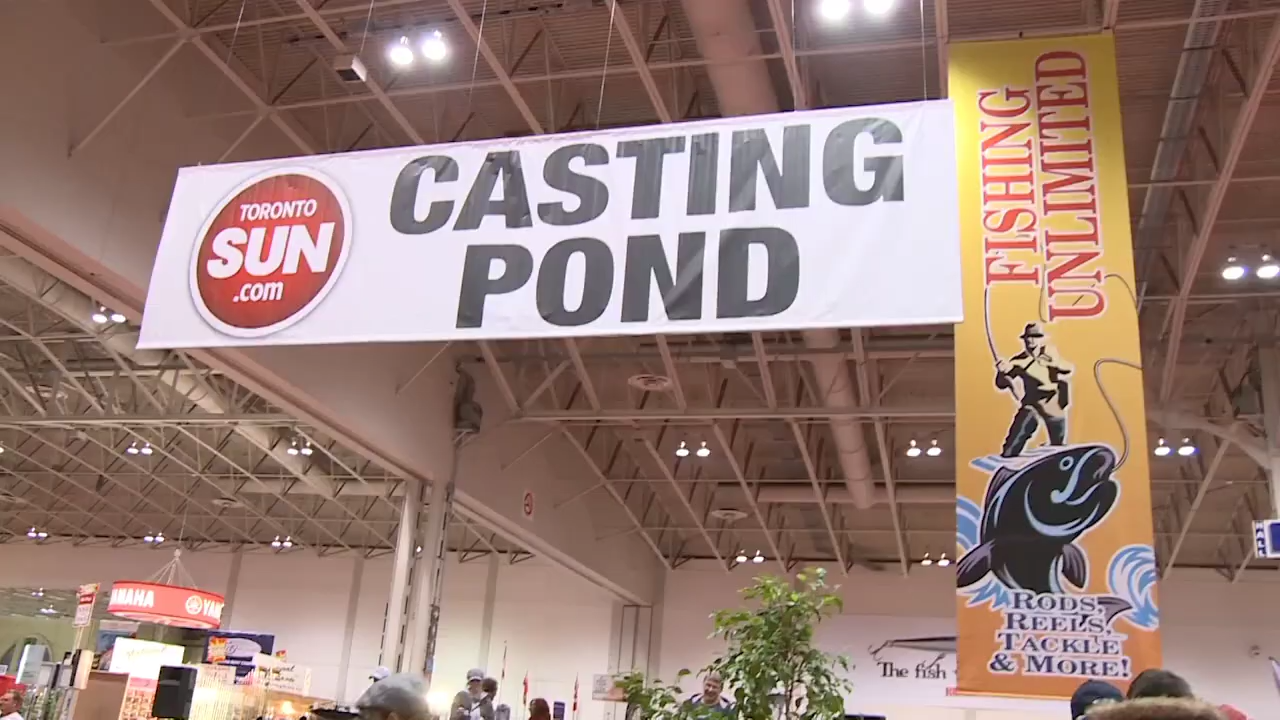 TORONTO
SUN
.com
CASTING
POND
FISHING
UNLIMITED
RODS,
REELS,
TACKLE
& MORE!
YAMAHA
The fish